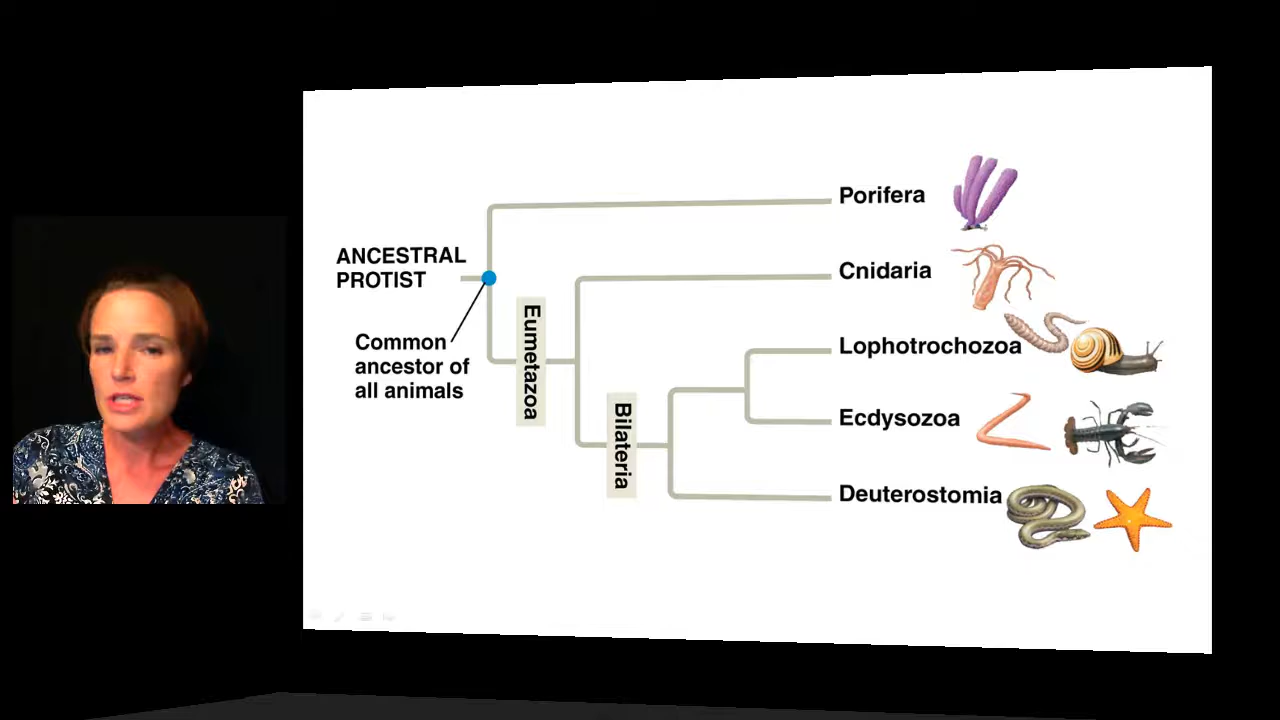 Porifera
ANCESTRAL
PROTIST
Cnidaria
Common
ancestor of
all animals
Eumetazoa
Lophotrochozoa
Bilateria
Ecdysozoa
Deuterostomia